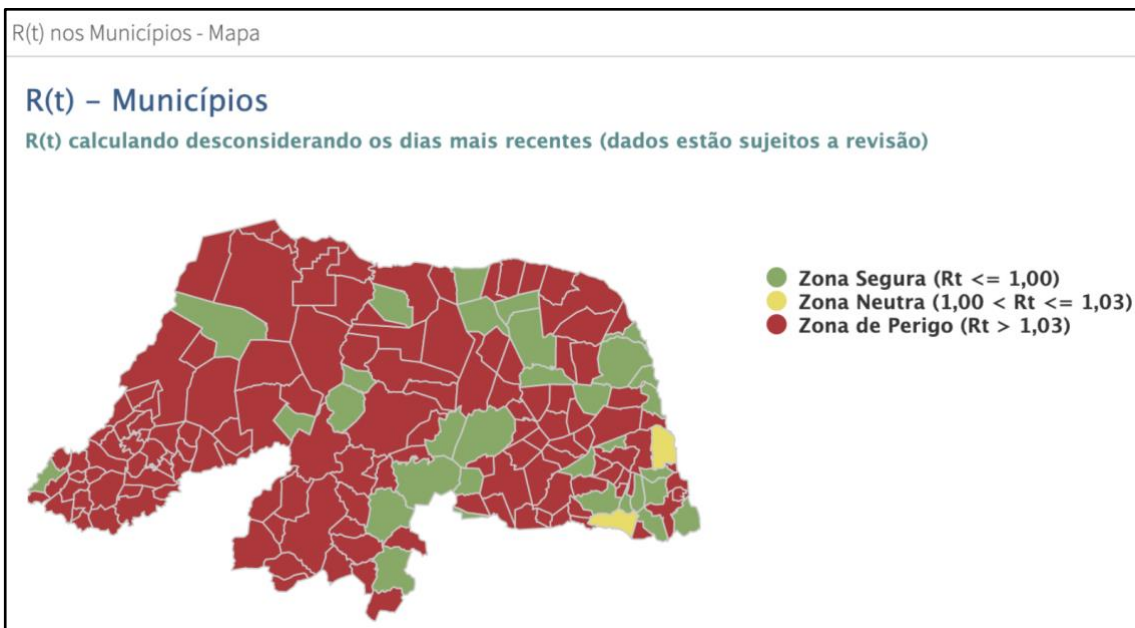 R(t) nos Municípios - Mapa
R(t) – Municípios
R(t) calculando desconsiderando os dias mais recentes (dados estão sujeitos a revisão)
Zona Segura (Rt <= 1,00)
Zona Neutra (1,00 < Rt <= 1,03)
Zona de Perigo (Rt > 1,03)